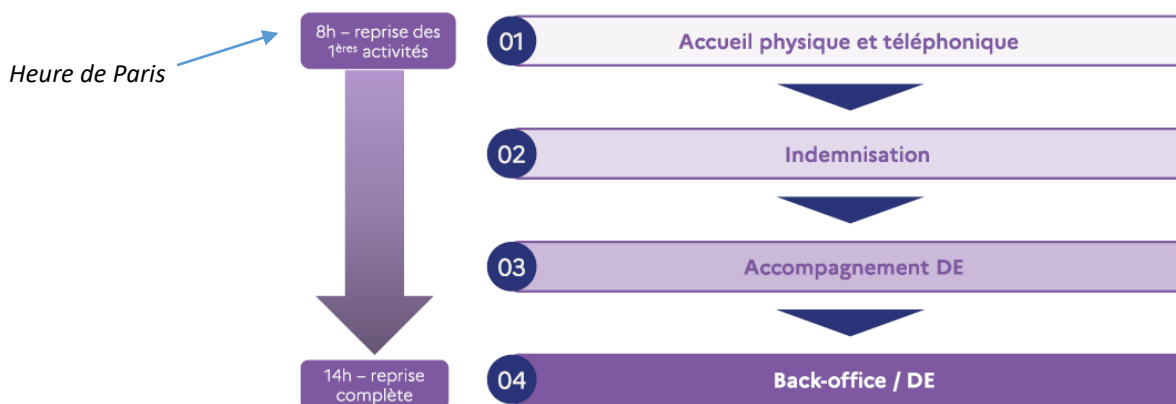 Heure de Paris
8h – reprise des
1ères activités
01
Accueil physique et téléphonique
02
Indemnisation
03
Accompagnement DE
14h – reprise
complète
04
Back-office / DE